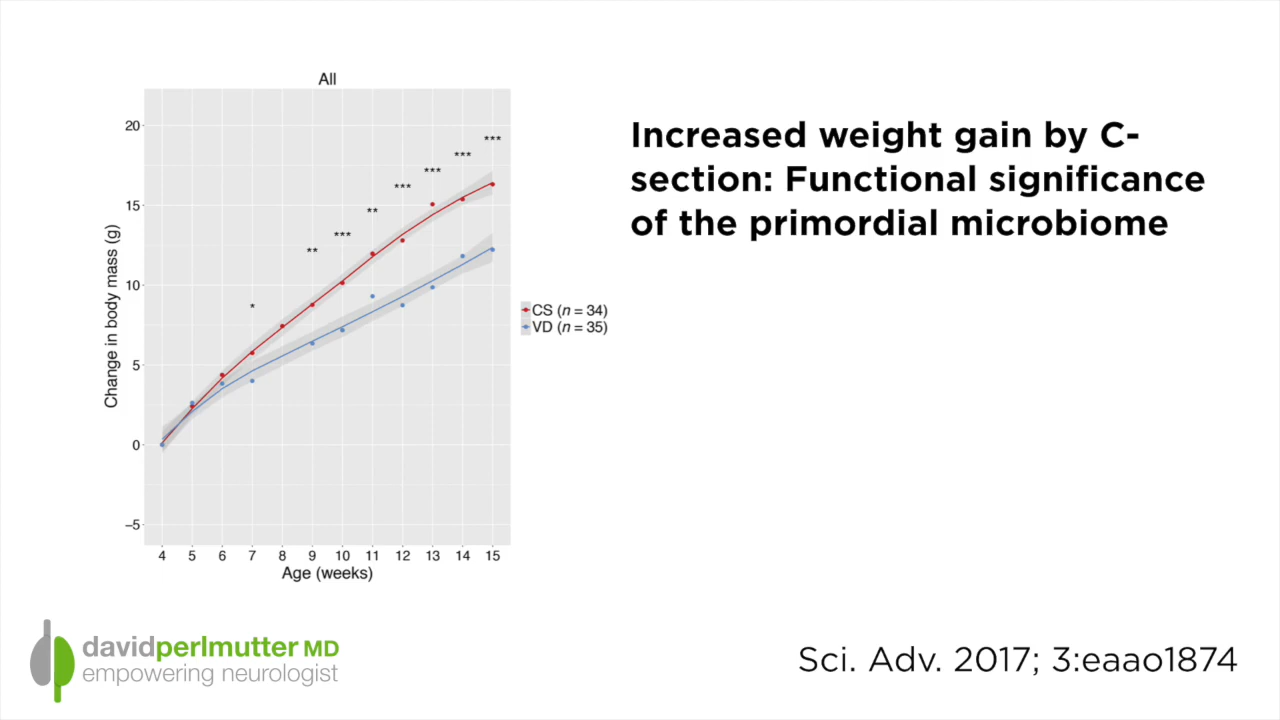 All
Increased weight gain by C-
section: Functional significance
of the primordial microbiome
Change in body mass (g)
20
15
10
5
0
–5
***
***
***
***
**
***
**
*
CS (n = 34)
VD (n = 35)
4 5 6 7 8 9 10 11 12 13 14 15
Age (weeks)
davidperlmutter MD
empowering neurologist
Sci. Adv. 2017; 3:eaao1874